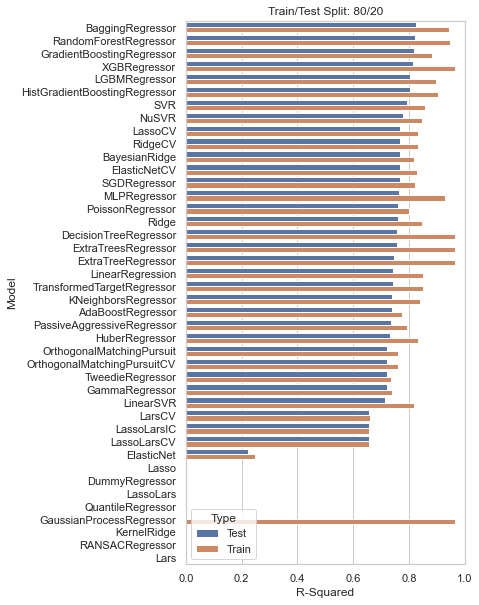 Train/Test Split: 80/20
BaggingRegressor
RandomForestRegressor
GradientBoostingRegressor
XGBRegressor
LGBMRegressor
HistGradientBoostingRegressor
SVR
NuSVR
LassoCV
RidgeCV
BayesianRidge
ElasticNetCV
SGDRegressor
MLPRegressor
PoissonRegressor
Ridge
DecisionTreeRegressor
ExtraTreesRegressor
ExtraTreeRegressor
LinearRegression
TransformedTargetRegressor
KNeighborsRegressor
AdaBoostRegressor
PassiveAggressiveRegressor
HuberRegressor
OrthogonalMatchingPursuit
OrthogonalMatchingPursuitCV
TweedieRegressor
GammaRegressor
LinearSVR
LarsCV
LassoLarsIC
LassoLarsCV
ElasticNet
Lasso
DummyRegressor
LassoLars
QuantileRegressor
GaussianProcessRegressor
KernelRidge
RANSACRegressor
Lars
Model
Type
Test
Train
0.0 0.2 0.4 0.6 0.8 1.0
R-Squared